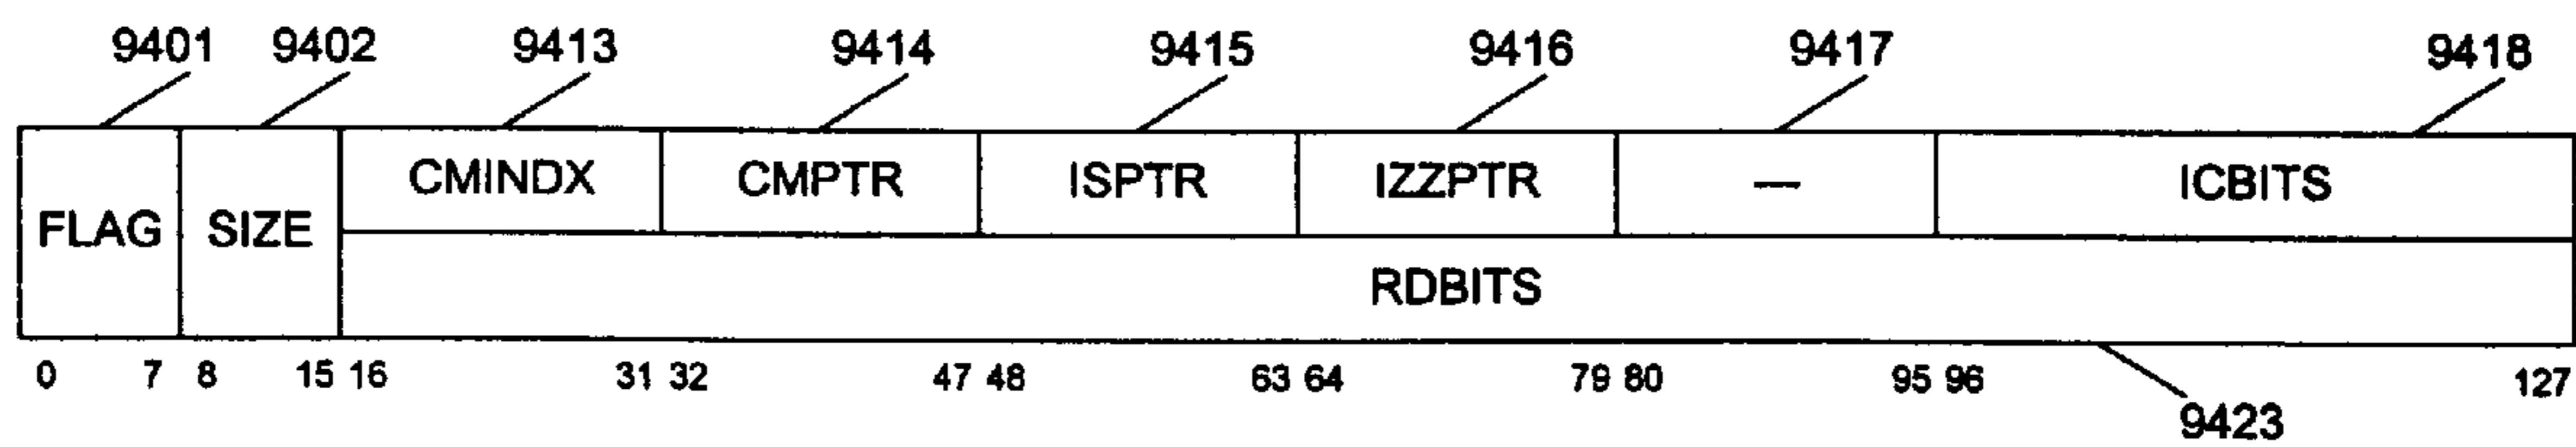 9401 9402 9413 9414 9415 9416 9417 9418
FLAG SIZE CMINDX CMPTR ISPTR IZZPTR — ICBITS
RDBITS
0 7 8 15 16 31 32 47 48 63 64 79 80 95 96 127
9423